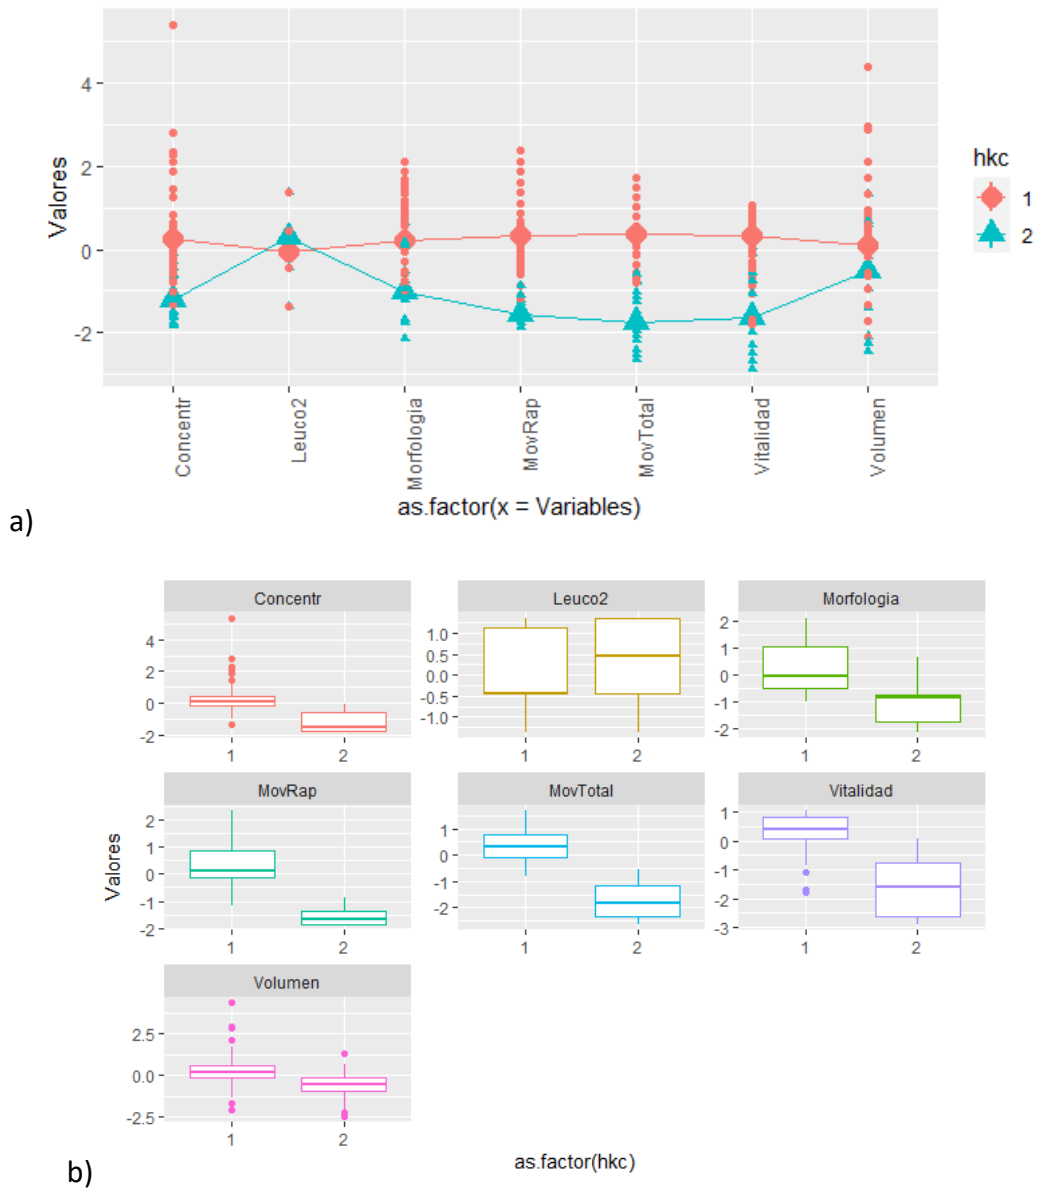 4
2
0
-2
Valores
Concentr
Leuco2
Morfologia
MovRap
MovTotal
Vitalidad
Volumen
as.factor(x = Variables)
hkc
1
2
a)
Concentr
Leuco2
Morfologia
4
2
0
-2
1.0
0.5
0.0
-0.5
-1.0
2
1
0
-1
-2
1 2
1 2
1 2
MovRap
MovTotal
Vitalidad
2
1
0
-1
-2
1
0
-1
-2
1
0
-1
-2
-3
Valores
1 2
1 2
1 2
Volumen
2.5
0.0
-2.5
1 2
as.factor(hkc)
b)